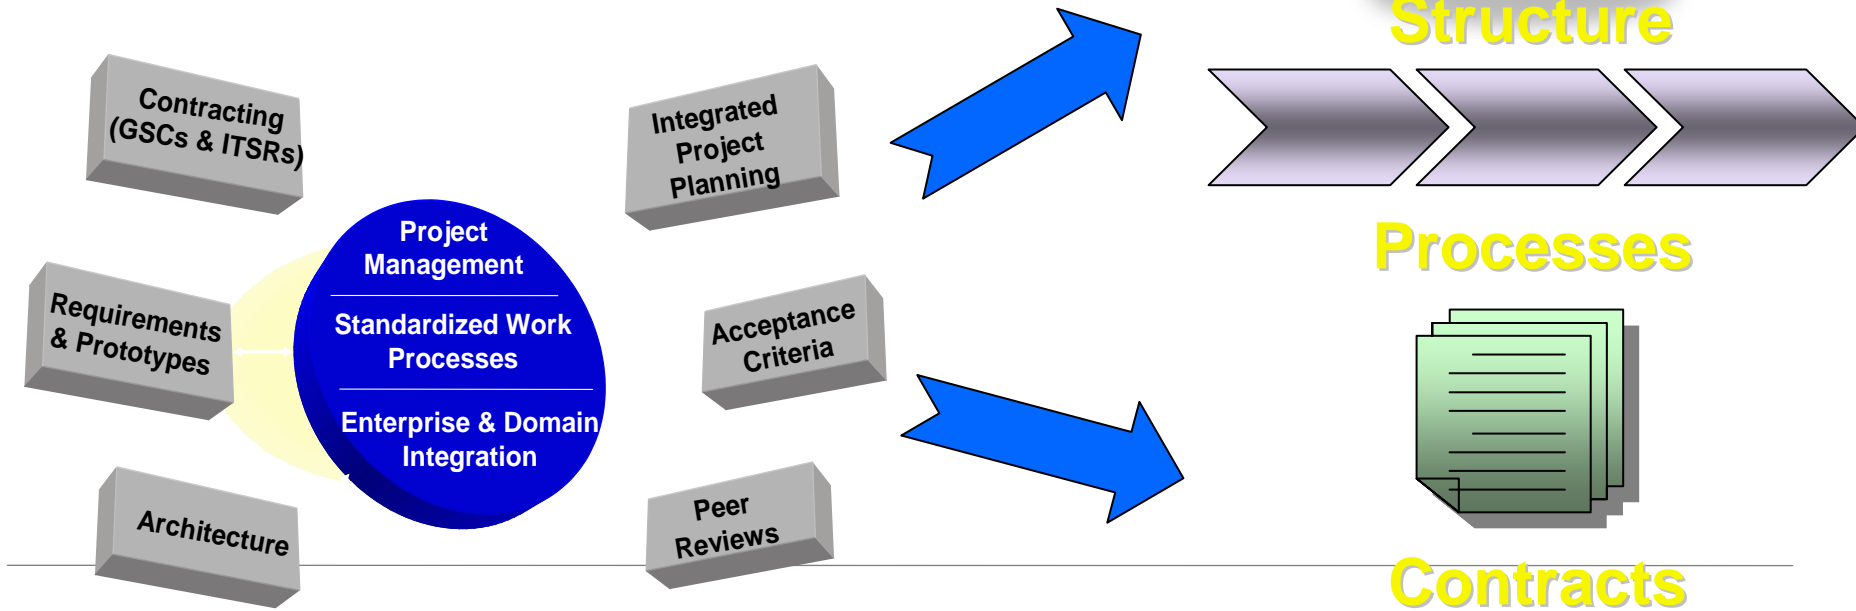 Structure
Contracting
(GSCs & ITSRs)
Integrated
Project
Planning
Project
Management
Processes
Requirements
& Prototypes
Standardized Work
Processes
Acceptance
Criteria
Enterprise & Domain
Integration
Architecture
Peer
Reviews
Contracts